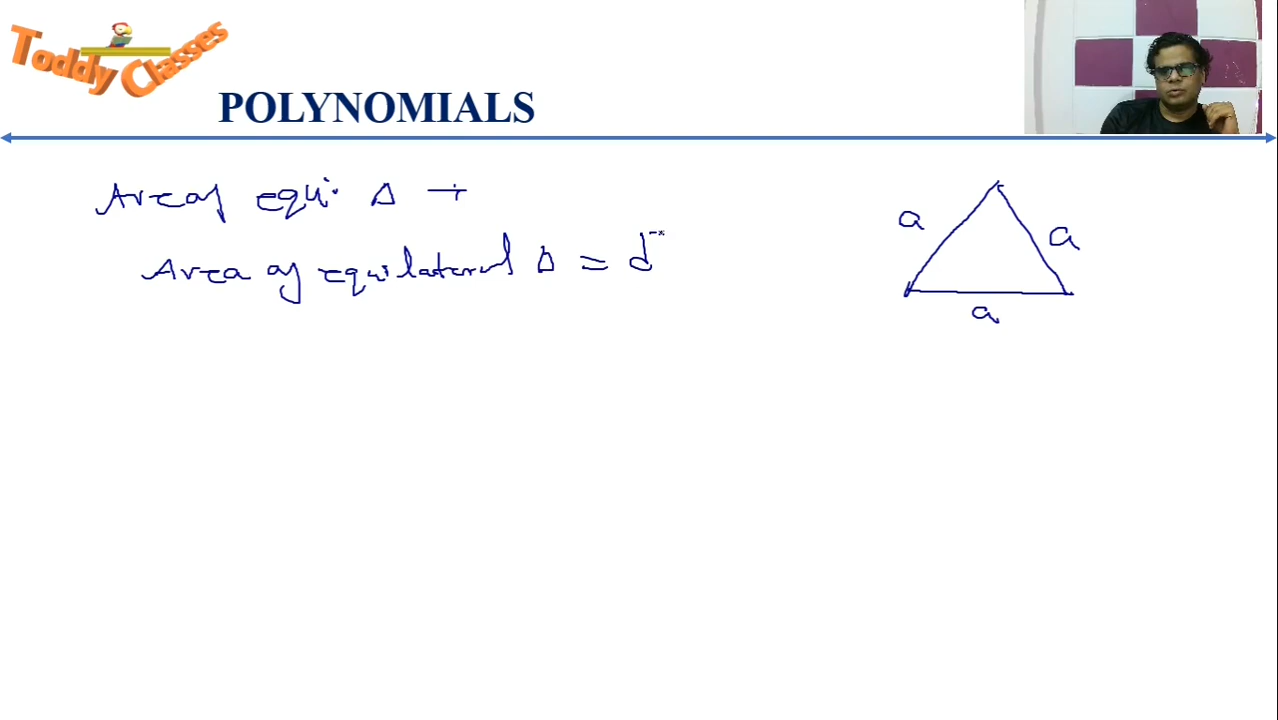 Toddy Classes
POLYNOMIALS
Area of equi. Δ →
Area of equilateral Δ =
a
a
a